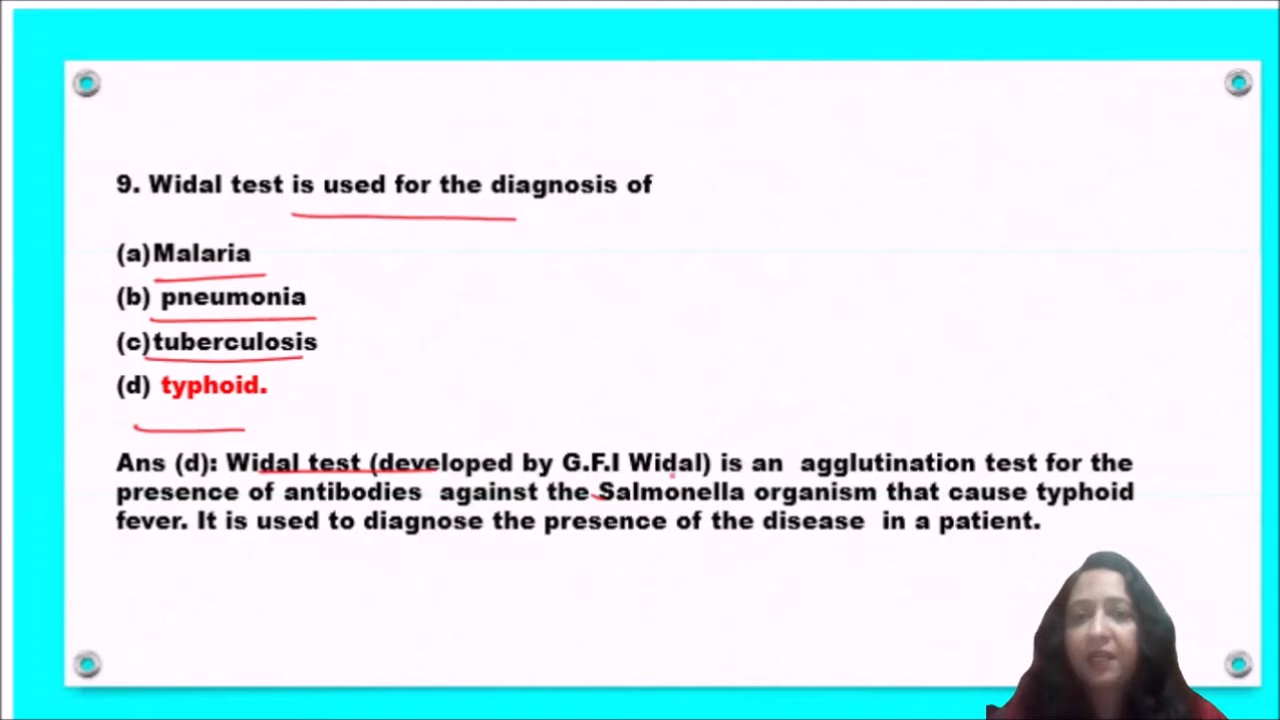 9. Widal test is used for the diagnosis of
(a)Malaria
(b) pneumonia
(c)tuberculosis
(d) typhoid.
Ans (d): Widal test (developed by G.F.I Widal) is an agglutination test for the
presence of antibodies against the Salmonella organism that cause typhoid
fever. It is used to diagnose the presence of the disease in a patient.